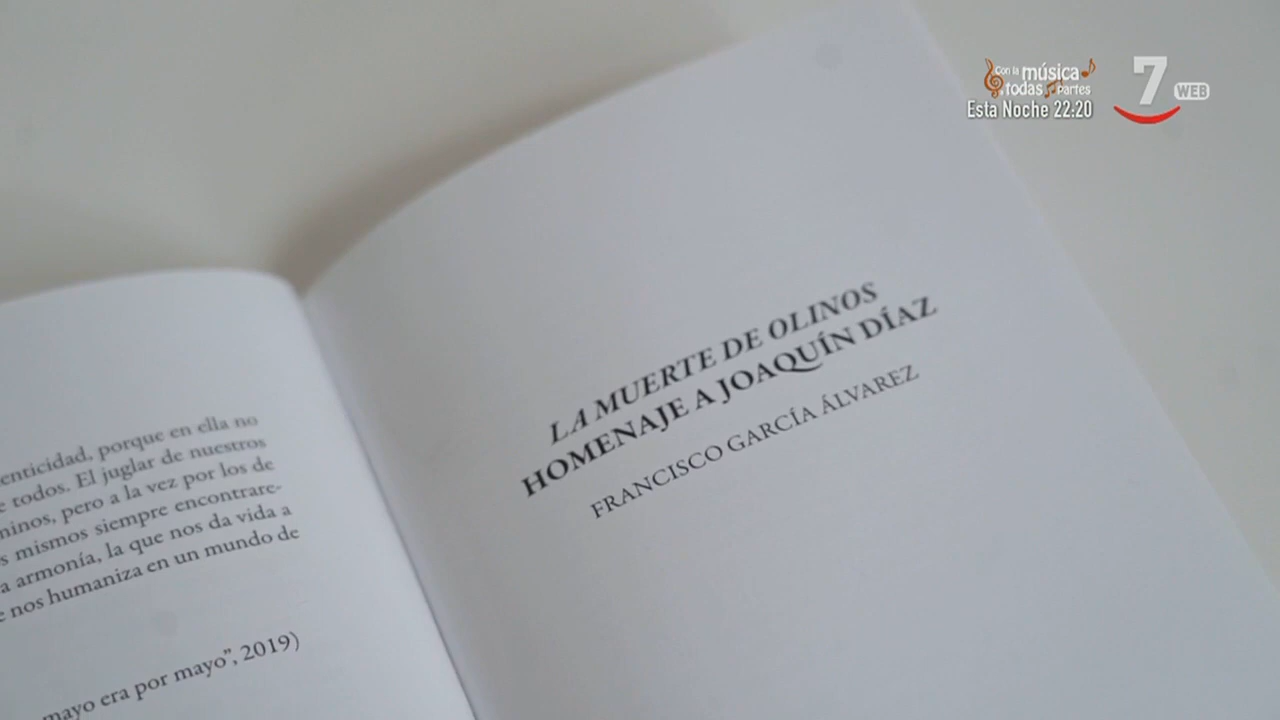 enticidad, porque en ella no
e todos. El juglar de nuestros
minos, pero a la vez por los de
s mismos siempre encontrare-
a armonía, la que nos da vida a
e nos humaniza en un mundo de
mayo era por mayo”, 2019)
LA MUERTE DE OLINOS
HOMENAJE A JOAQUÍN DÍAZ
FRANCISCO GARCÍA ÁLVAREZ
Con la música
a todas partes
Esta Noche 22:20
7 WEB